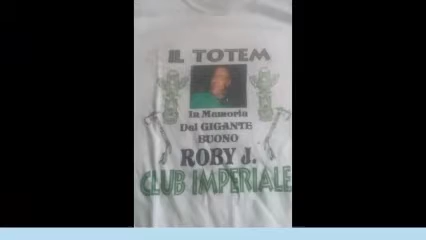 IL TOTEM
In Memoria
Del GIGANTE
BUONO
ROBY J.
CLUB IMPERIALE